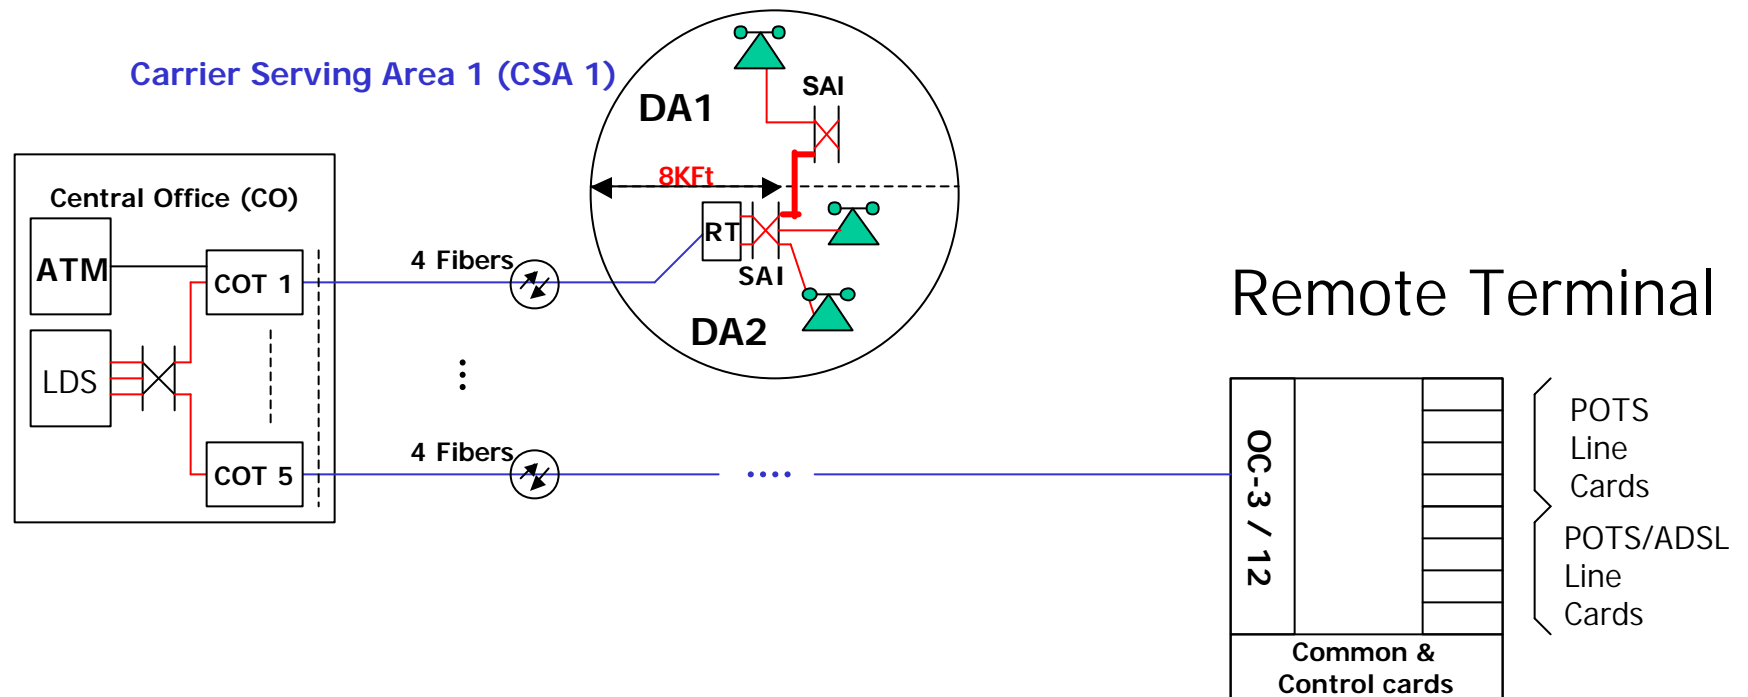 Carrier Serving Area 1 (CSA 1)
DA1
SAI
8KFt
RT
SAI
DA2
Central Office (CO)
ATM
COT 1
4 Fibers
LDS
COT 5
4 Fibers
Remote Terminal
OC-3 / 12
POTS
Line
Cards
POTS/ADSL
Line
Cards
Common &
Control cards